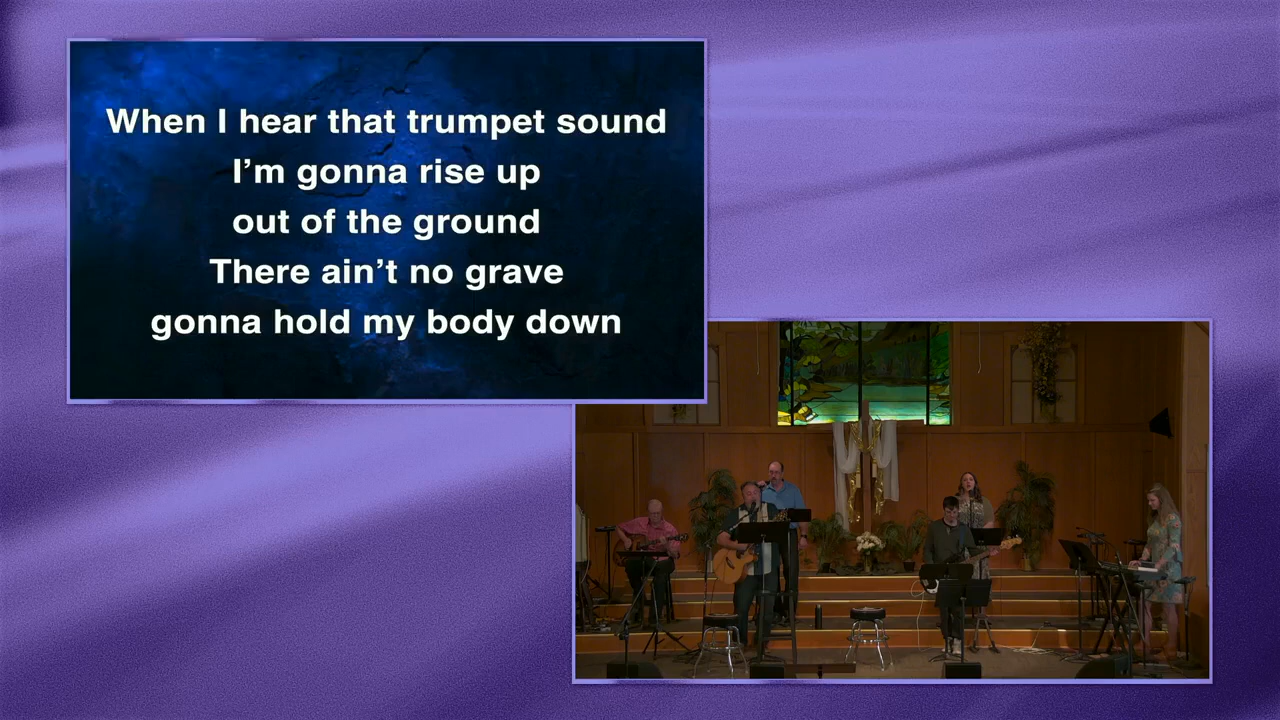 When I hear that trumpet sound
I’m gonna rise up
out of the ground
There ain’t no grave
gonna hold my body down